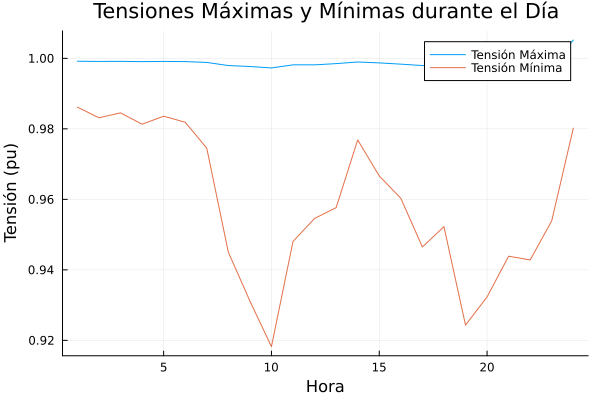 Tensiones Máximas y Mínimas durante el Día
Tensión (pu)
1.00
0.98
0.96
0.94
0.92
Tensión Máxima
Tensión Mínima
5
10
15
20
Hora